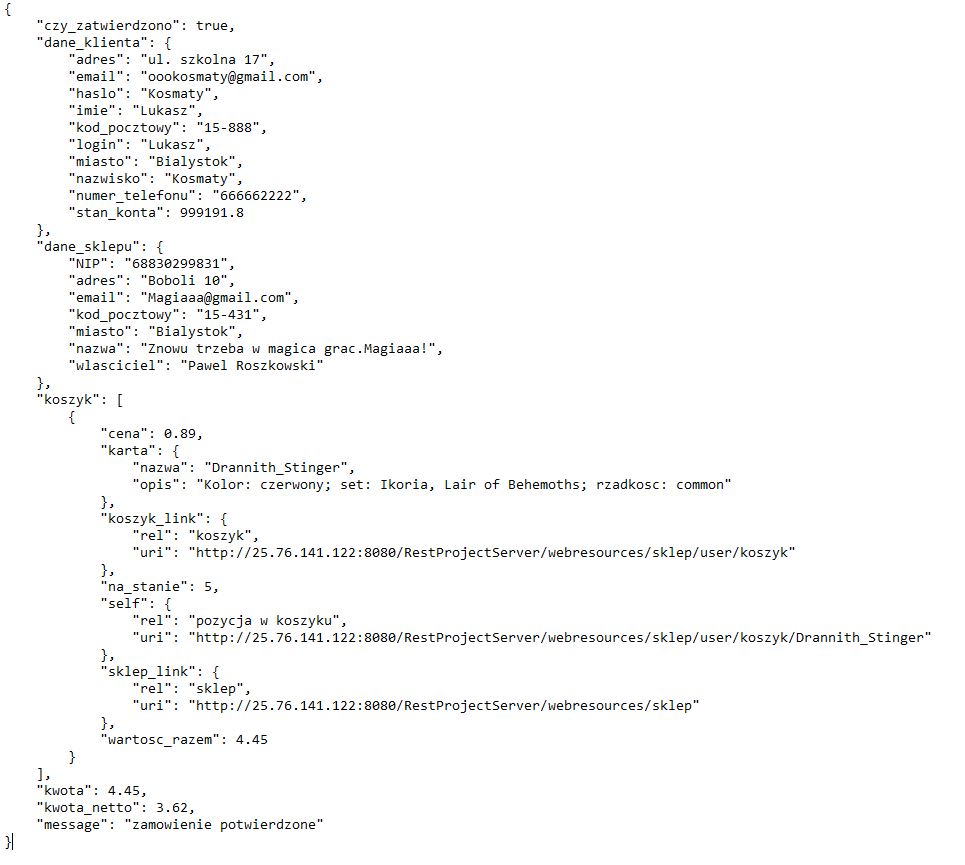 {
    "czy_zatwierdzono": true,
    "dane_klienta": {
        "adres": "ul. szkolna 17",
        "email": "oookosmaty@gmail.com",
        "haslo": "Kosmaty",
        "imie": "Lukasz",
        "kod_pocztowy": "15-888",
        "login": "Lukasz",
        "miasto": "Bialystok",
        "nazwisko": "Kosmaty",
        "numer_telefonu": "666662222",
        "stan_konta": 999191.8
    },
    "dane_sklepu": {
        "NIP": "68830299831",
        "adres": "Boboli 10",
        "email": "Magiaaa@gmail.com",
        "kod_pocztowy": "15-431",
        "miasto": "Bialystok",
        "nazwa": "Znowu trzeba w magica grac.Magiaaa!",
        "wlasciciel": "Pawel Roszkowski"
    },
    "koszyk": [
        {
            "cena": 0.89,
            "karta": {
                "nazwa": "Drannith_Stinger",
                "opis": "Kolor: czerwony; set: Ikoria, Lair of Behemoths; rzadkosc: common"
            },
            "koszyk_link": {
                "rel": "koszyk",
                "uri": "http://25.76.141.122:8080/RestProjectServer/webresources/sklep/user/koszyk"
            },
            "na_stanie": 5,
            "self": {
                "rel": "pozycja w koszyku",
                "uri": "http://25.76.141.122:8080/RestProjectServer/webresources/sklep/user/koszyk/Drannith_Stinger"
            },
            "sklep_link": {
                "rel": "sklep",
                "uri": "http://25.76.141.122:8080/RestProjectServer/webresources/sklep"
            },
            "wartosc_razem": 4.45
        }
    ],
    "kwota": 4.45,
    "kwota_netto": 3.62,
    "message": "zamowienie potwierdzone"
}